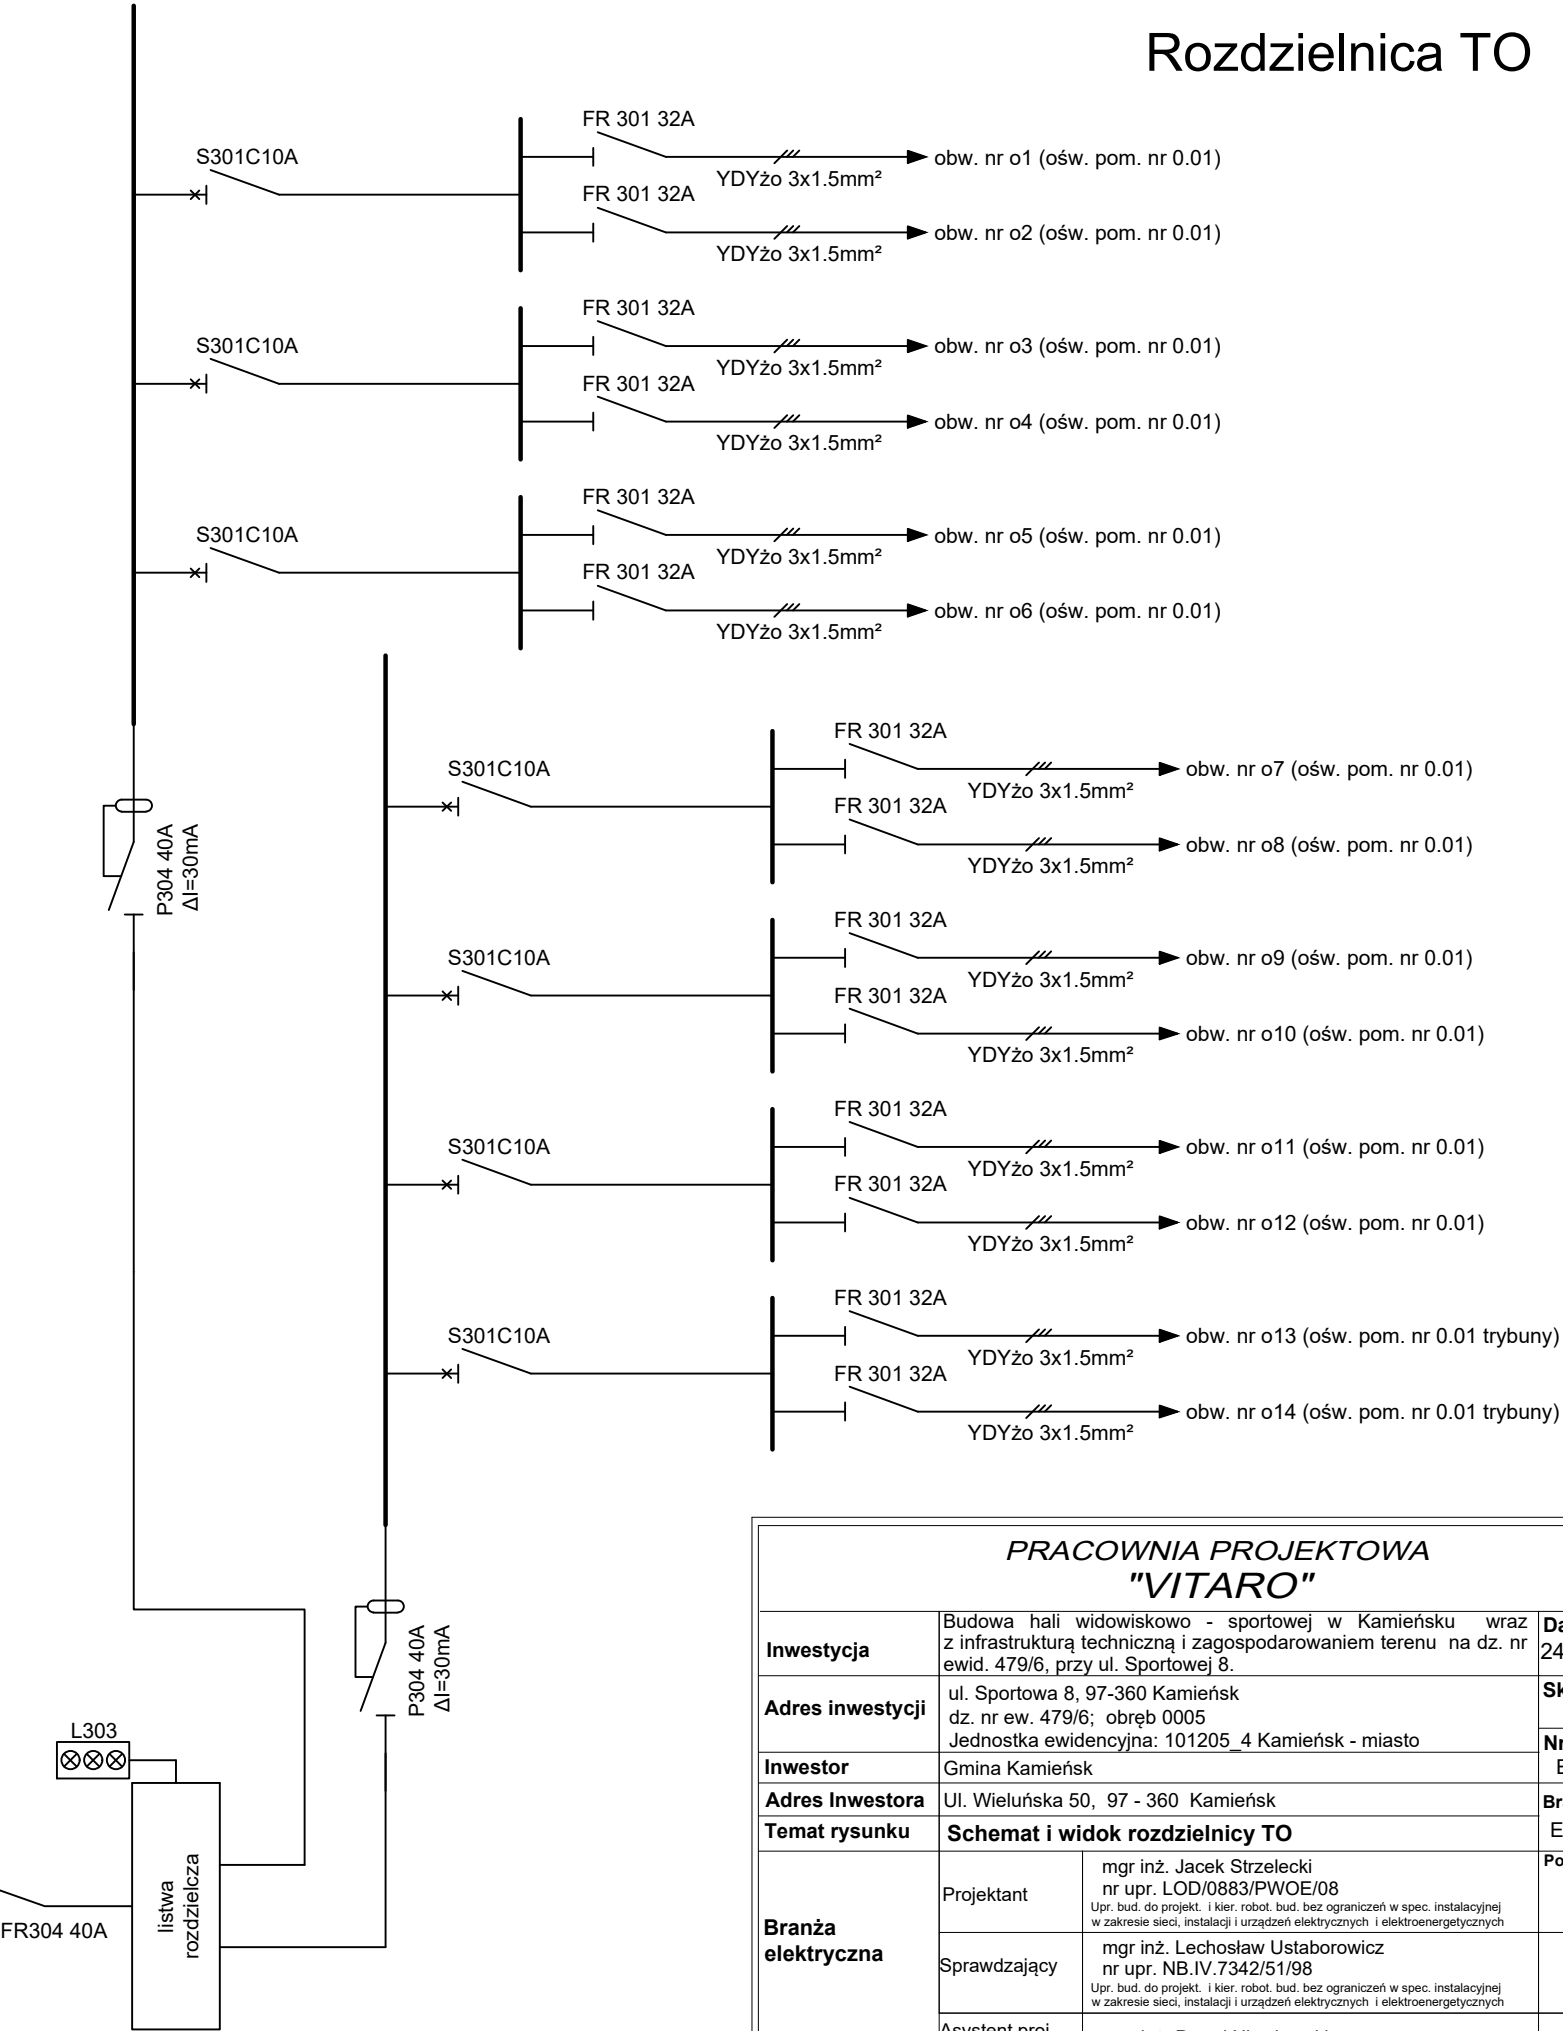 Rozdzielnica TO
S301C10A
FR 301 32A
YDYżo 3x1.5mm²
obw. nr o1 (ośw. pom. nr 0.01)
FR 301 32A
YDYżo 3x1.5mm²
obw. nr o2 (ośw. pom. nr 0.01)
S301C10A
FR 301 32A
YDYżo 3x1.5mm²
obw. nr o3 (ośw. pom. nr 0.01)
FR 301 32A
YDYżo 3x1.5mm²
obw. nr o4 (ośw. pom. nr 0.01)
S301C10A
FR 301 32A
YDYżo 3x1.5mm²
obw. nr o5 (ośw. pom. nr 0.01)
FR 301 32A
YDYżo 3x1.5mm²
obw. nr o6 (ośw. pom. nr 0.01)
P304 40A
ΔI=30mA
S301C10A
FR 301 32A
YDYżo 3x1.5mm²
obw. nr o7 (ośw. pom. nr 0.01)
FR 301 32A
YDYżo 3x1.5mm²
obw. nr o8 (ośw. pom. nr 0.01)
S301C10A
FR 301 32A
YDYżo 3x1.5mm²
obw. nr o9 (ośw. pom. nr 0.01)
FR 301 32A
YDYżo 3x1.5mm²
obw. nr o10 (ośw. pom. nr 0.01)
S301C10A
FR 301 32A
YDYżo 3x1.5mm²
obw. nr o11 (ośw. pom. nr 0.01)
FR 301 32A
YDYżo 3x1.5mm²
obw. nr o12 (ośw. pom. nr 0.01)
S301C10A
FR 301 32A
YDYżo 3x1.5mm²
obw. nr o13 (ośw. pom. nr 0.01 trybuny)
FR 301 32A
YDYżo 3x1.5mm²
obw. nr o14 (ośw. pom. nr 0.01 trybuny)
P304 40A
ΔI=30mA
L303
listwa
rozdzielcza
FR304 40A
PRACOWNIA PROJEKTOWA
"VITARO"
Inwestycja
Budowa hali widowiskowo - sportowej w Kamieńsku wraz
z infrastrukturą techniczną i zagospodarowaniem terenu na dz. nr
ewid. 479/6, przy ul. Sportowej 8.
24
Adres inwestycji
ul. Sportowa 8, 97-360 Kamieńsk
dz. nr ew. 479/6; obręb 0005
Jednostka ewidencyjna: 101205_4 Kamieńsk - miasto
Inwestor
Gmina Kamieńsk
Adres Inwestora
Ul. Wieluńska 50, 97 - 360 Kamieńsk
Temat rysunku
Schemat i widok rozdzielnicy TO
Branża
elektryczna
Projektant
mgr inż. Jacek Strzelecki
nr upr. LOD/0883/PWOE/08
Upr. bud. do projekt. i kier. robot. bud. bez ograniczeń w spec. instalacyjnej
w zakresie sieci, instalacji i urządzeń elektrycznych i elektroenergetycznych
Sprawdzający
mgr inż. Lechosław Ustaborowicz
nr upr. NB.IV.7342/51/98
Upr. bud. do projekt. i kier. robot. bud. bez ograniczeń w spec. instalacyjnej
w zakresie sieci, instalacji i urządzeń elektrycznych i elektroenergetycznych
Asystent proj.